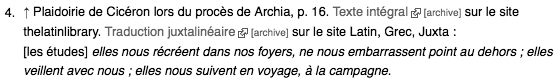 4. ↑ Plaidoirie de Cicéron lors du procès de Archia, p. 16. Texte intégral [archive] sur le site
thelatinlibrary. Traduction juxtalinéaire [archive] sur le site Latin, Grec, Juxta :
[les études] elles nous récréent dans nos foyers, ne nous embarrassent point au dehors ; elles
veillent avec nous ; elles nous suivent en voyage, à la campagne.